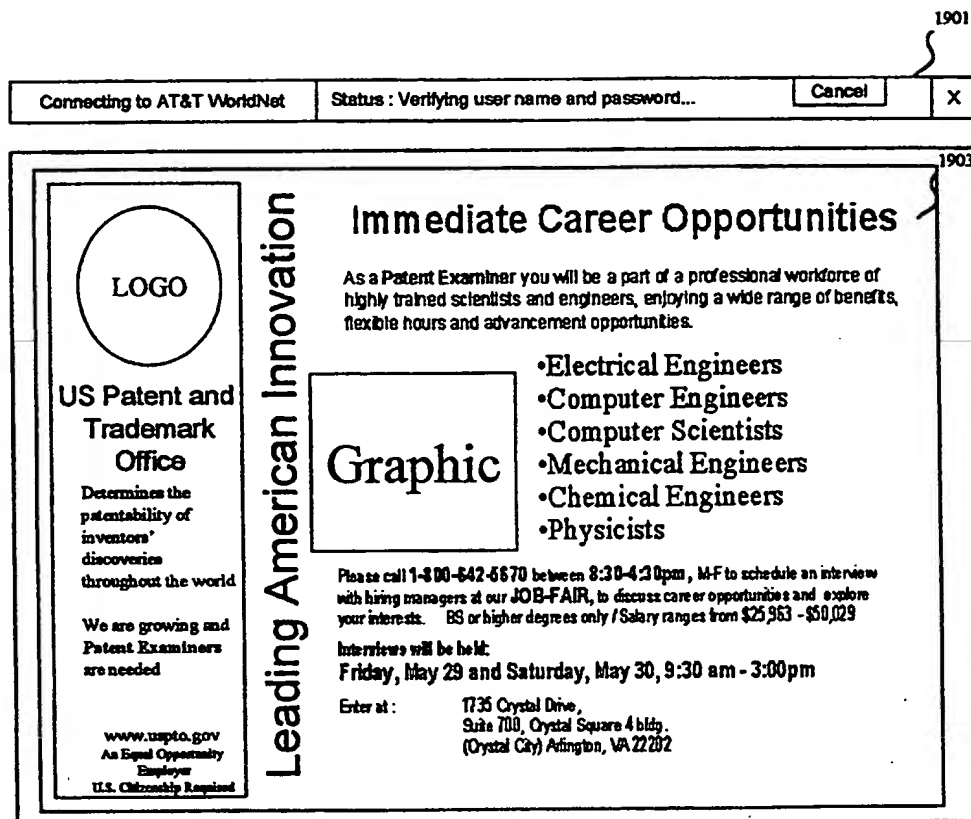 1901
Connecting to AT&T WorldNet
Status : Verifying user name and password...
Cancel
X
1903
LOGO
US Patent and
Trademark
Office
Determines the
patentability of
inventors'
discoveries
throughout the world
We are growing and
Patent Examiners
are needed
www.uspto.gov
An Equal Opportunity
Employer
U.S. Citizenship Required
Leading American Innovation
Immediate Career Opportunities
As a Patent Examiner you will be a part of a professional workforce of
highly trained scientists and engineers, enjoying a wide range of benefits,
flexible hours and advancement opportunities.
Graphic
•Electrical Engineers
•Computer Engineers
•Computer Scientists
•Mechanical Engineers
•Chemical Engineers
•Physicists
Please call between 8:30-4:30pm, M-F to schedule an interview
with hiring managers at our JOB-FAIR, to discuss career opportunities and explore
your interests. BS or higher degrees only / Salary ranges from - $50,029
Interviews will be held:
Friday, May 29 and Saturday, May 30, 9:30 am - 3:00pm
Enter at :
1735 Crystal Drive,
Suite 700, Crystal Square 4 bldg.
(Crystal City) Arlington, VA 22202